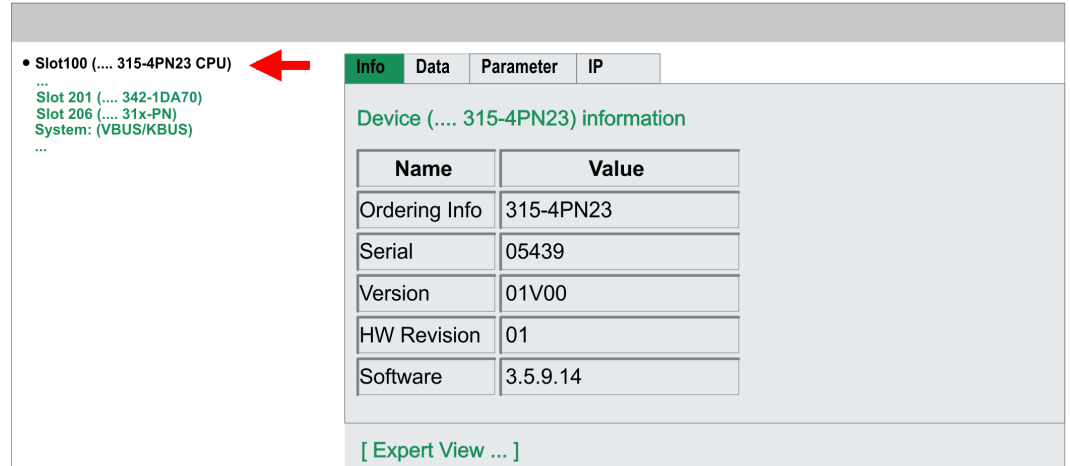 ● Slot100 (.... 315-4PN23 CPU)
...
Slot 201 (.... 342-1DA70)
Slot 206 (.... 31x-PN)
System: (VBUS/KBUS)
...
Info Data Parameter IP
Device (.... 315-4PN23) information
Name Value
Ordering Info 315-4PN23
Serial 05439
Version 01V00
HW Revision 01
Software 3.5.9.14
[ Expert View ... ]